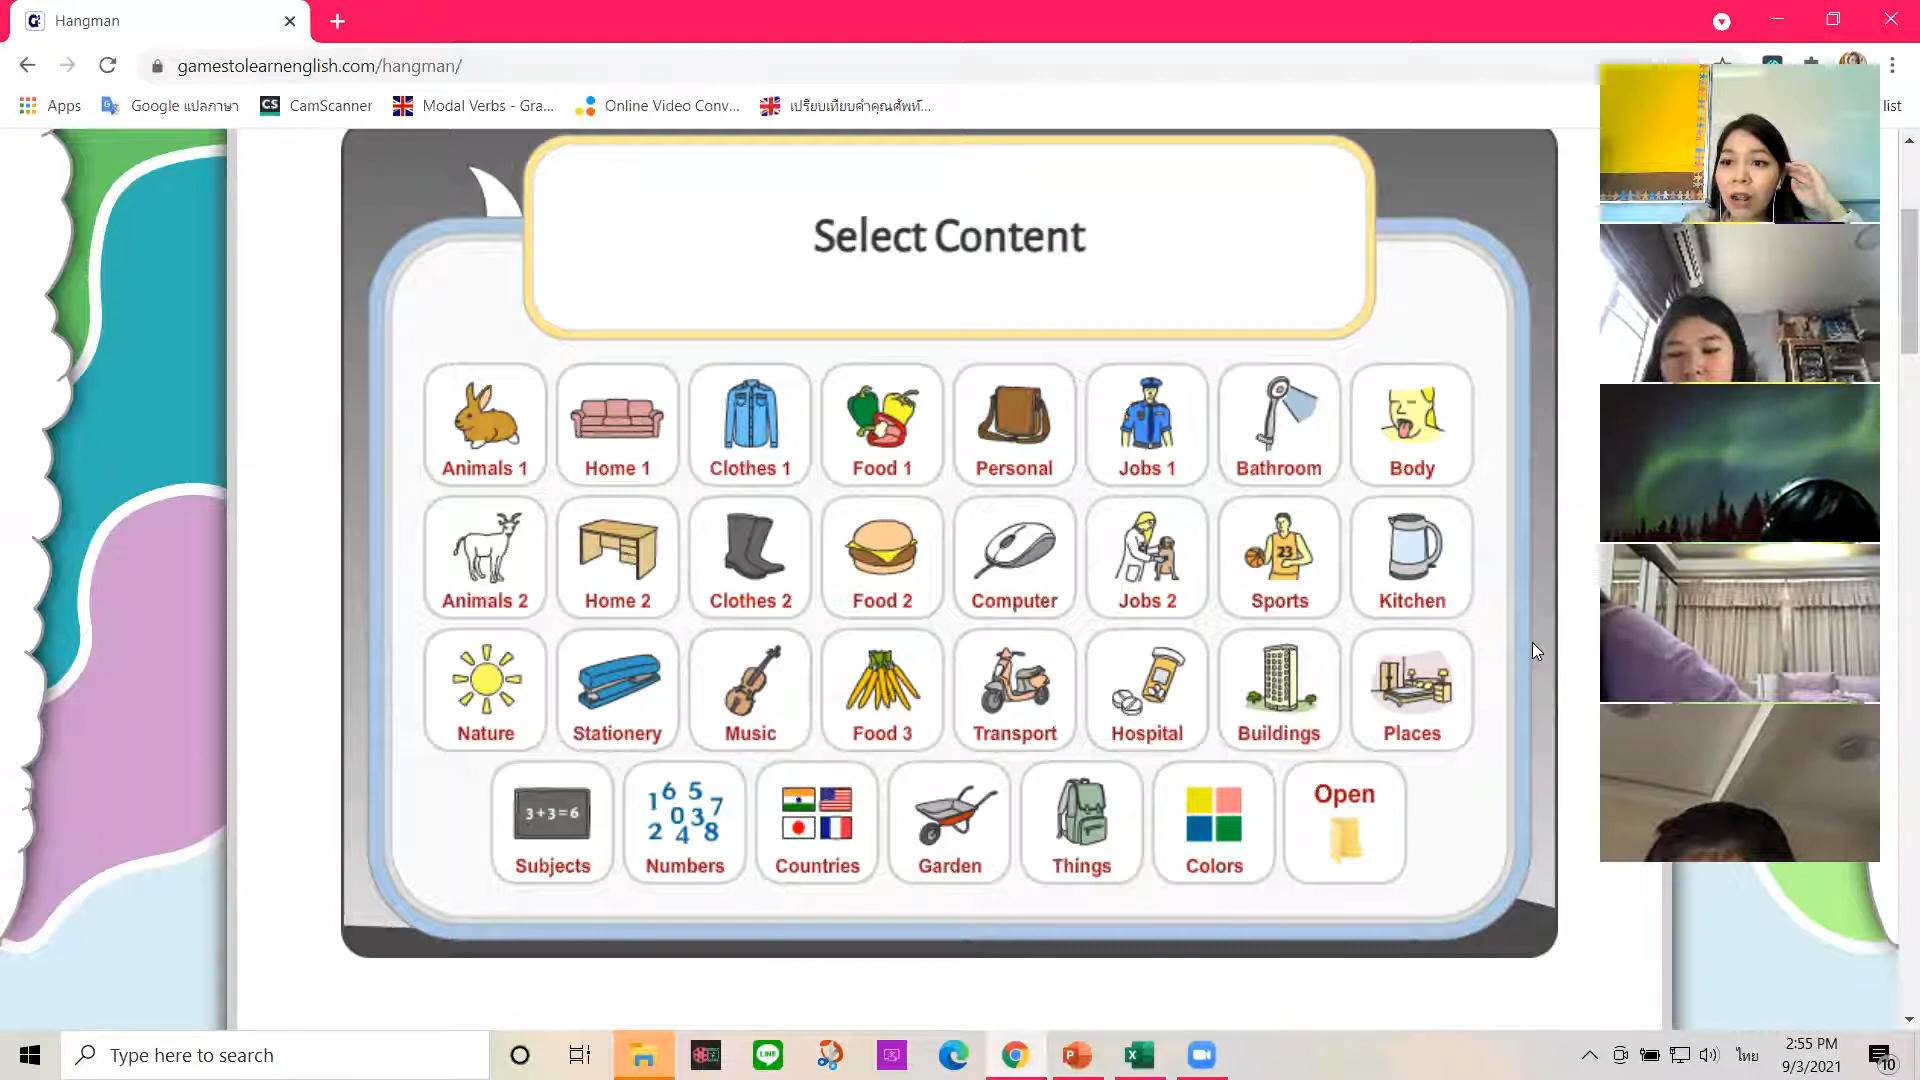 Hangman
gamestolearnenglish.com/hangman/
Apps Google แปลภาษา CS CamScanner Modal Verbs - Gra... Online Video Conv... เปรียบเทียบคำคุณศัพท์... list
Select Content
Animals 1 Home 1 Clothes 1 Food 1 Personal Jobs 1 Bathroom Body
23
Animals 2 Home 2 Clothes 2 Food 2 Computer Jobs 2 Sports Kitchen
Nature Stationery Music Food 3 Transport Hospital Buildings Places
Open
3+3=6
1 6 5 7 0 3 2 4 8
Subjects Numbers Countries Garden Things Colors
Type here to search
LINE
ไทย
2:55 PM
9/3/2021
10